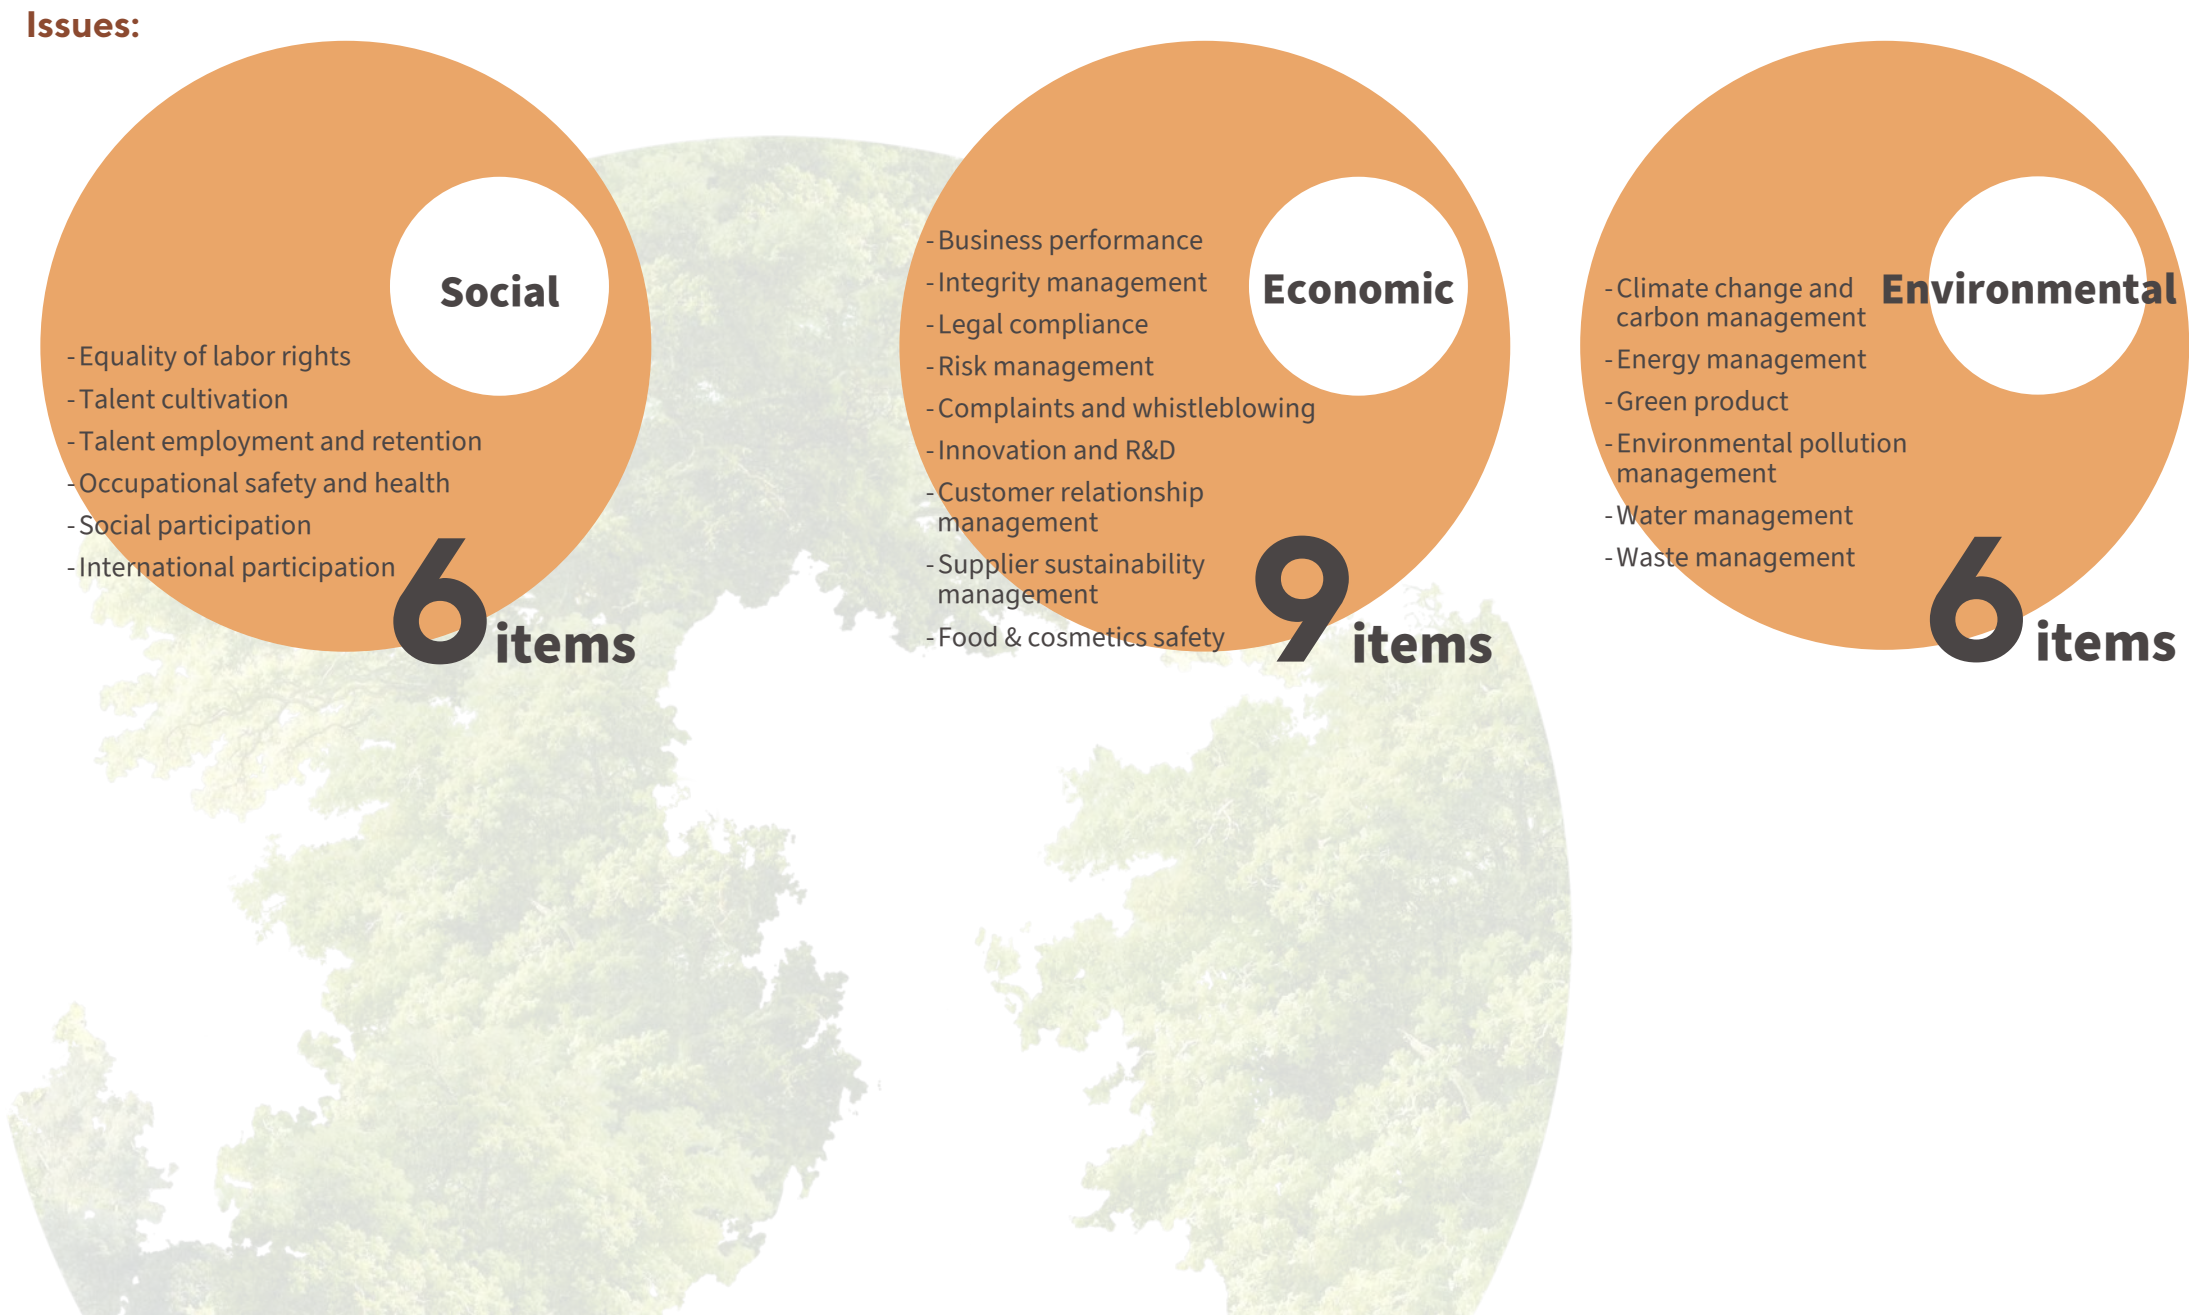 Issues:
Social
- Equality of labor rights
- Talent cultivation
- Talent employment and retention
- Occupational safety and health
- Social participation
- International participation
6 items
Economic
- Business performance
- Integrity management
- Legal compliance
- Risk management
- Complaints and whistleblowing
- Innovation and R&D
- Customer relationship
management
- Supplier sustainability
management
- Food & cosmetics safety
9 items
Environmental
- Climate change and
carbon management
- Energy management
- Green product
- Environmental pollution
management
- Water management
- Waste management
6 items